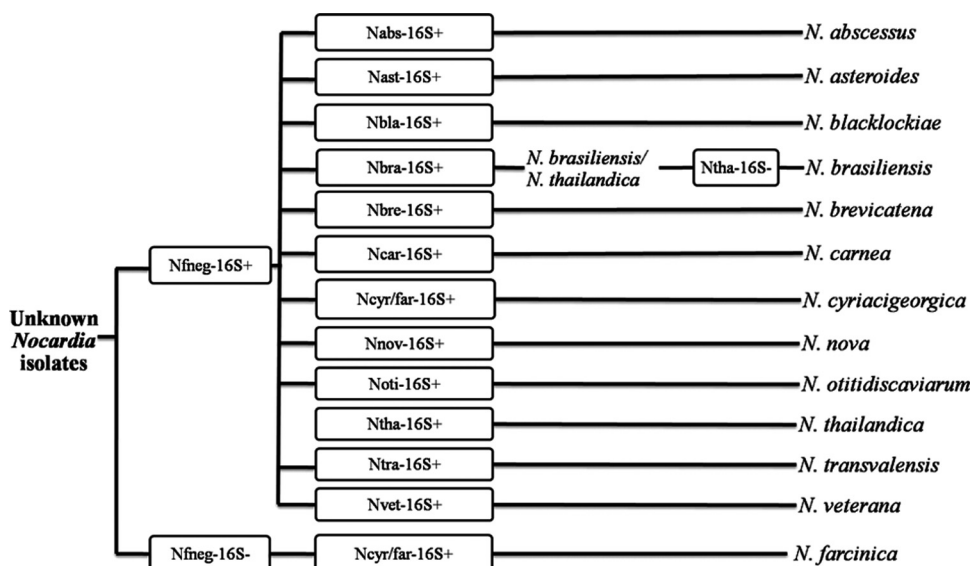 Nabs-16S+ N. abscessus
Nast-16S+ N. asteroides
Nbla-16S+ N. blacklockiae
Nbra-16S+ N. brasiliensis/ N. thailandica Ntha-16S- N. brasiliensis
Nbre-16S+ N. brevicatena
Nfneg-16S+ Ncar-16S+ N. carnea
Ncyr/far-16S+ N. cyriacigeorgica
Unknown Nocardia isolates
Nnov-16S+ N. nova
Noti-16S+ N. otitidiscaviarum
Ntha-16S+ N. thailandica
Ntra-16S+ N. transvalensis
Nvet-16S+ N. veterana
Nfneg-16S- Ncyr/far-16S+ N. farcinica